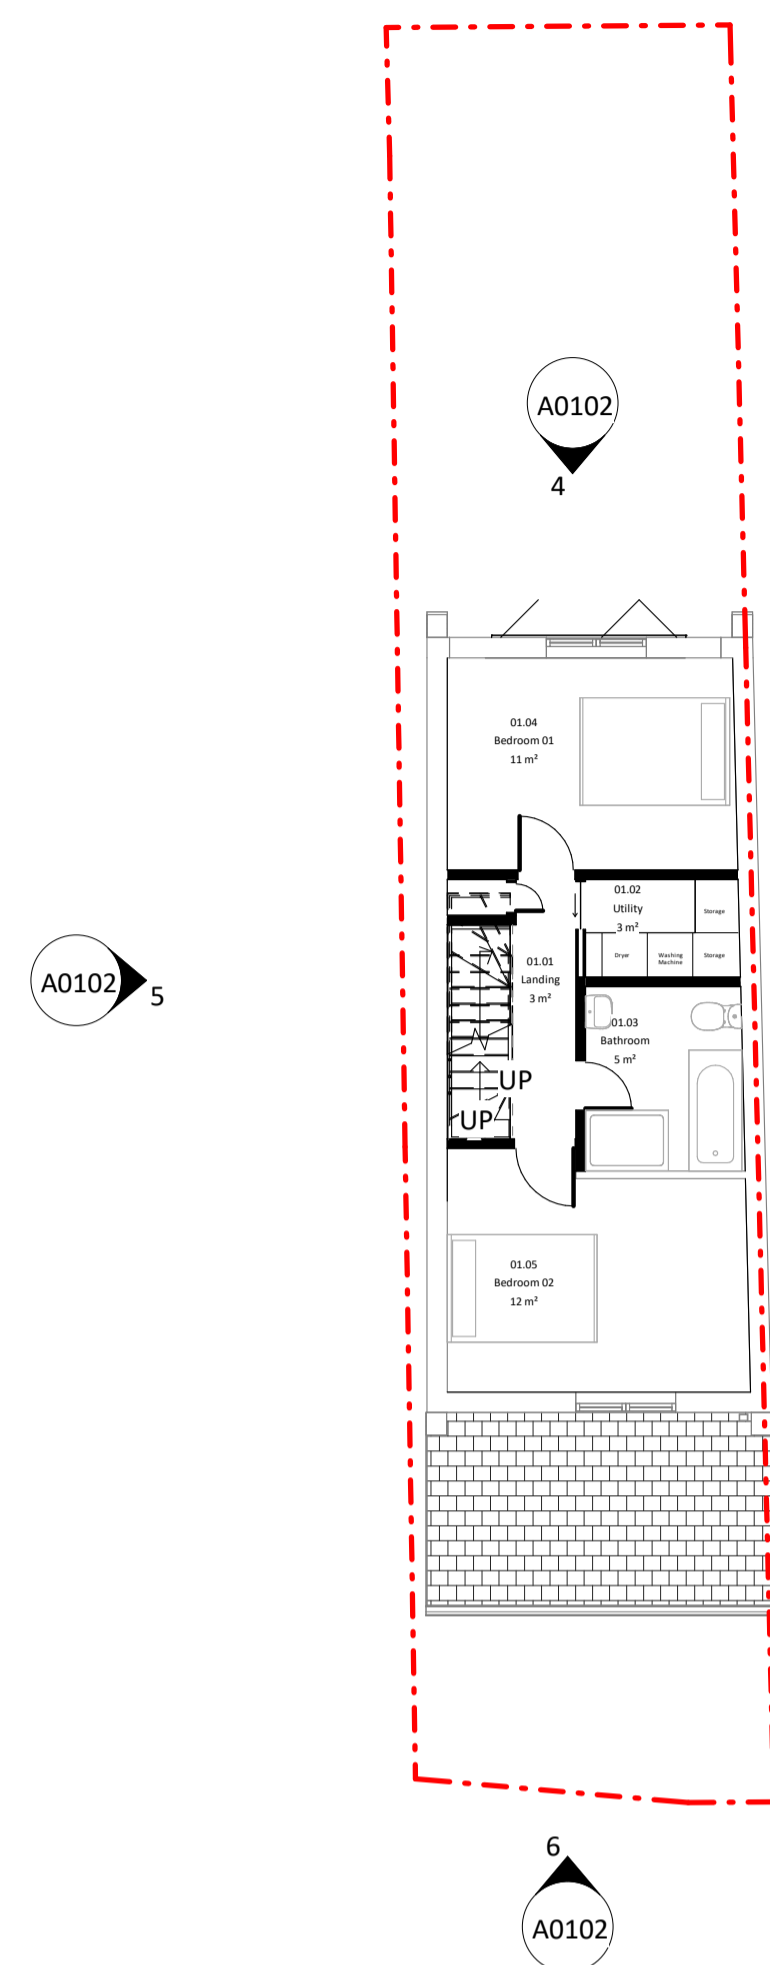 A0102
4
01.04
Bedroom 01
11 m²
01.02
Utility
3 m²
Storage
Dryer
Washing
Machine
Storage
01.01
Landing
3 m²
A0102
5
01.03
Bathroom
5 m²
UP
UP
01.05
Bedroom 02
12 m²
6
A0102